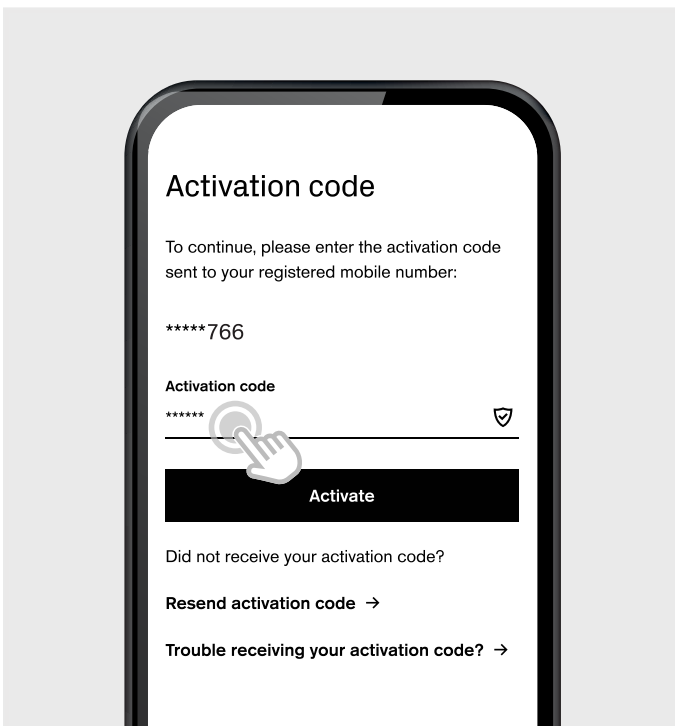 Activation code
To continue, please enter the activation code
sent to your registered mobile number:
*****766
Activation code
******
Activate
Did not receive your activation code?
Resend activation code →
Trouble receiving your activation code? →